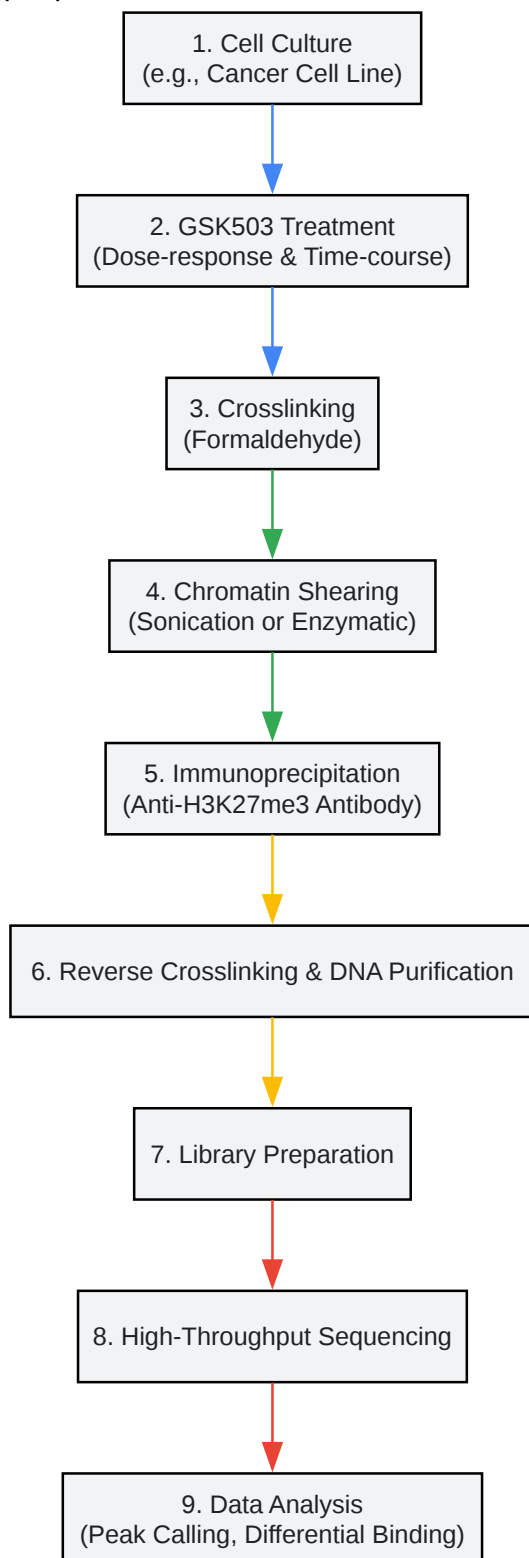 1. Cell Culture
(e.g., Cancer Cell Line)
2. GSK503 Treatment
(Dose-response & Time-course)
3. Crosslinking
(Formaldehyde)
4. Chromatin Shearing
(Sonication or Enzymatic)
5. Immunoprecipitation
(Anti-H3K27me3 Antibody)
6. Reverse Crosslinking & DNA Purification
7. Library Preparation
8. High-Throughput Sequencing
9. Data Analysis
(Peak Calling, Differential Binding)